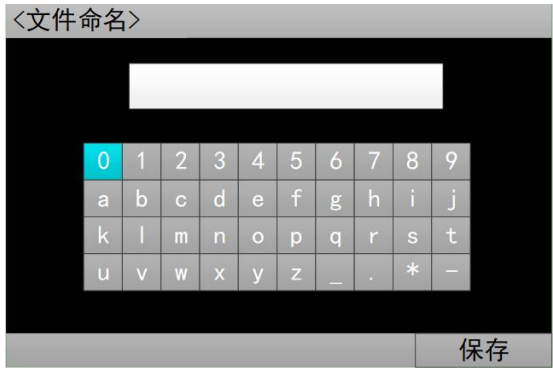 <文件命名>
0 1 2 3 4 5 6 7 8 9
a b c d e f g h i j
k l m n o p q r s t
u v w x y z _ . * -
保存